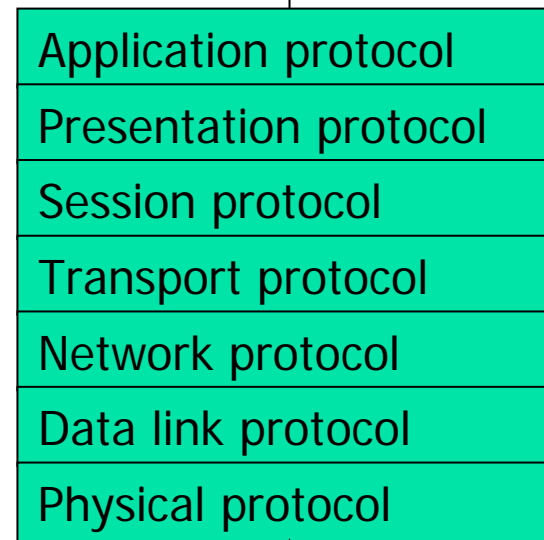 Application protocol
Presentation protocol
Session protocol
Transport protocol
Network protocol
Data link protocol
Physical protocol